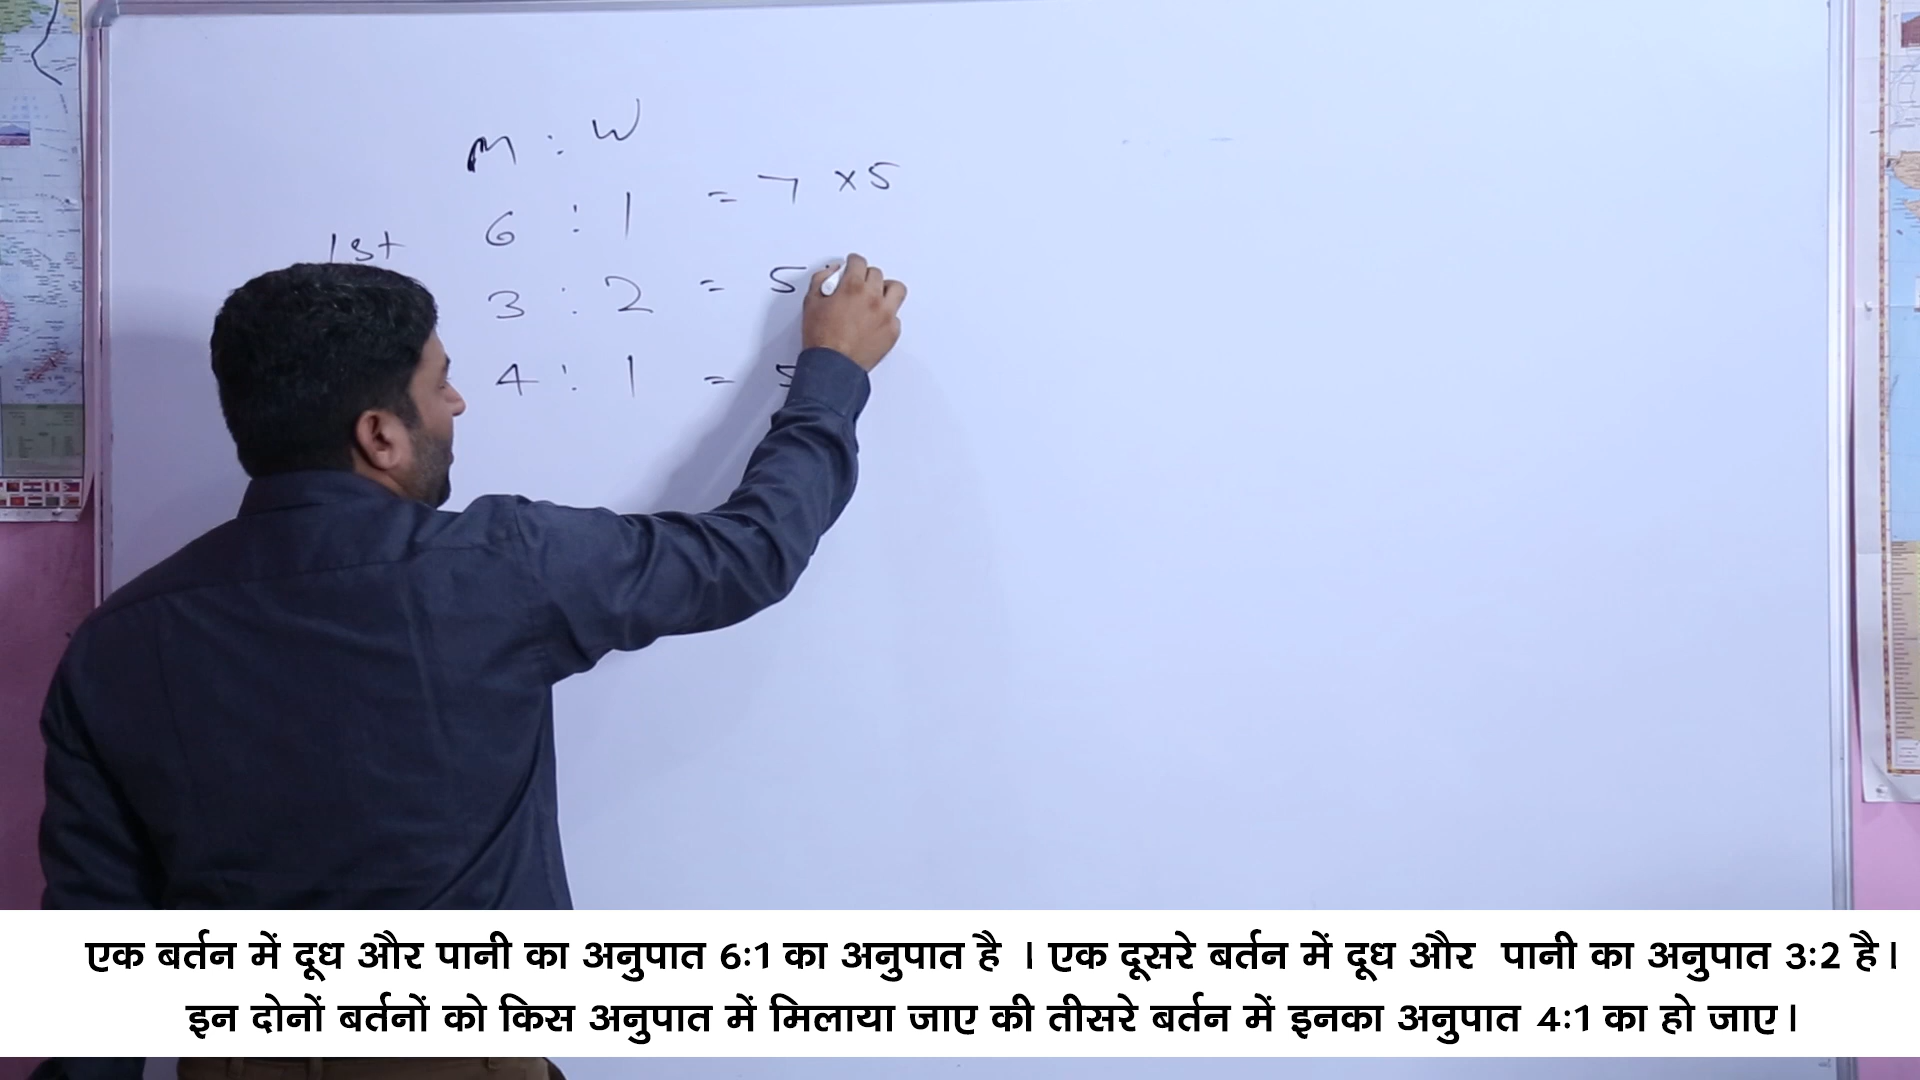 M : W
6 : 1 = 7 x5
1st
3 : 2 = 5
4 : 1 = 5
एक बर्तन में दूध और पानी का अनुपात 6:1 का अनुपात है । एक दूसरे बर्तन में दूध और पानी का अनुपात 3:2 है।
इन दोनों बर्तनों को किस अनुपात में मिलाया जाए की तीसरे बर्तन में इनका अनुपात 4:1 का हो जाए।